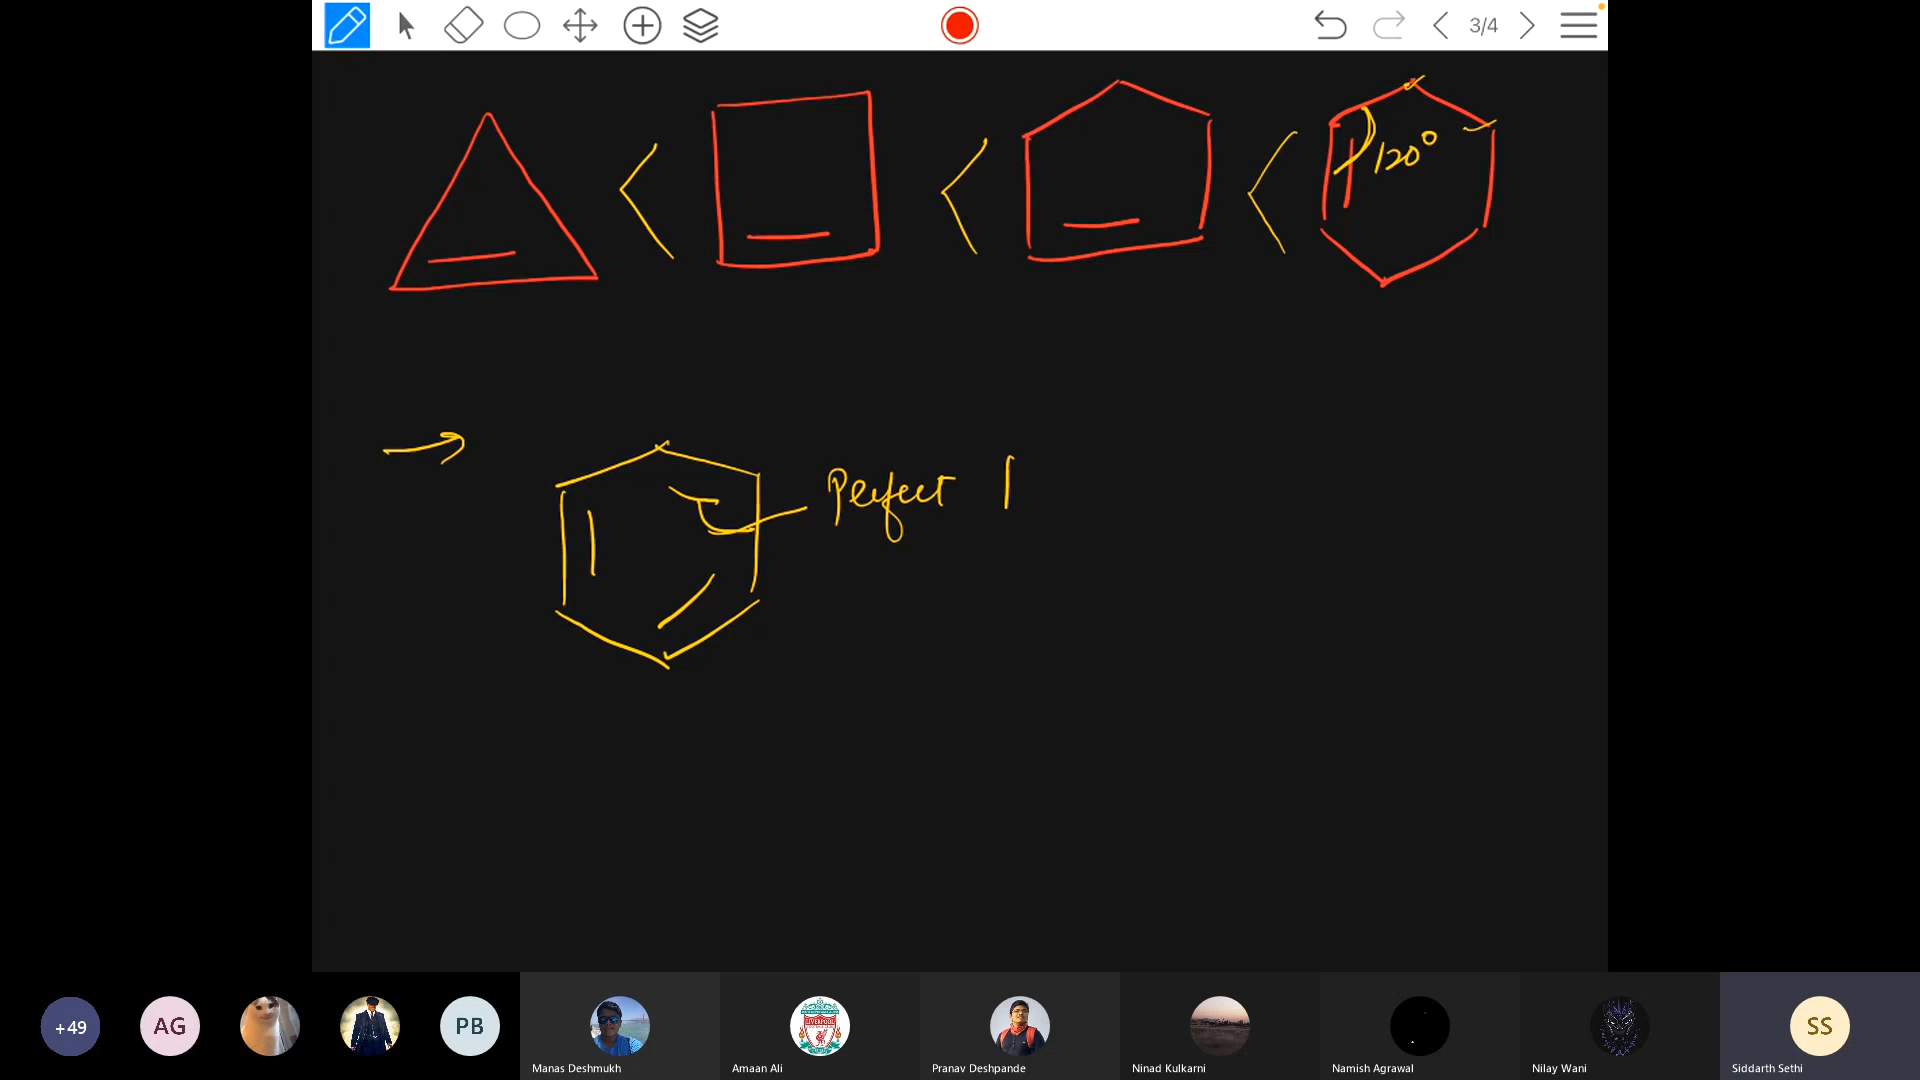 3/4
< < < 120°
Perfect
+49 AG PB SS
LIVERPOOL
Manas Deshmukh Amaan Ali Pranav Deshpande Ninad Kulkarni Namish Agrawal Nilay Wani Siddarth Sethi